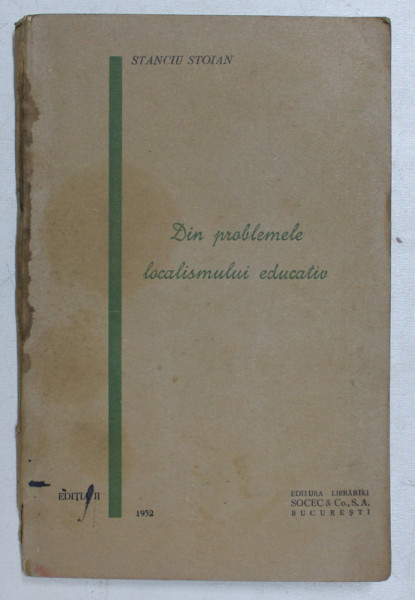 STANCIU STOIAN
Din problemele
localismului educativ
EDIȚIA II
1932
EDITURA LIBRĂRIEI
SOCEC & Co., S. A.
BUCUREȘTI